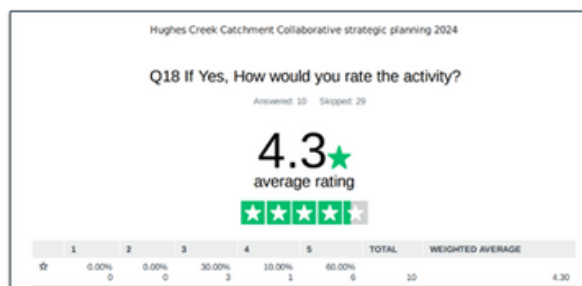 Hughes Creek Catchment Collaborative strategic planning 2024
Q18 If Yes, How would you rate the activity?
Answered: 10 Skipped: 29
4.3
average rating
1 2 3 4 5 TOTAL WEIGHTED AVERAGE
0.00% 0.00% 30.00% 10.00% 60.00%
0 0 3 1 6 10 4.30